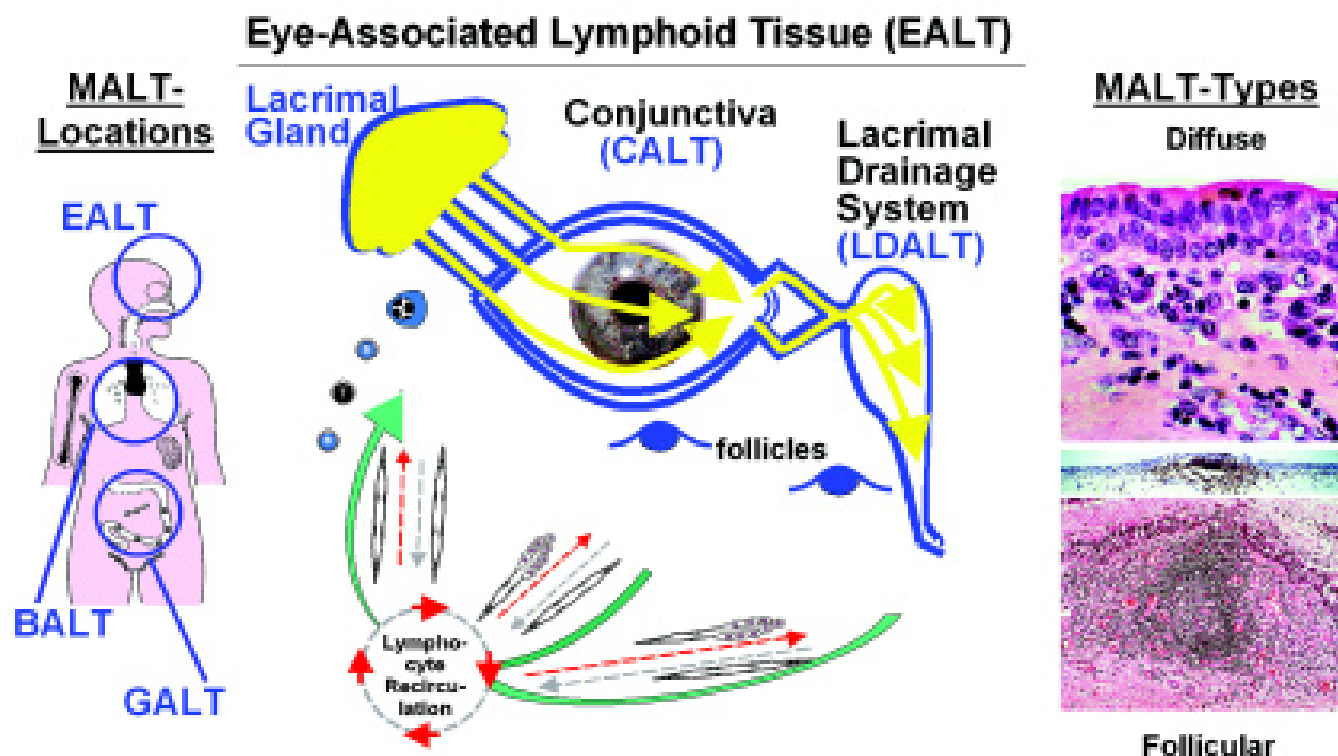 Eye-Associated Lymphoid Tissue (EALT)
MALT-
Locations
EALT
BALT
GALT
Lacrimal
Gland
Conjunctiva
(CALT)
Lacrimal
Drainage
System
(LDALT)
follicles
Lympho-
cyte
Recircu-
lation
MALT-Types
Diffuse
Follicular